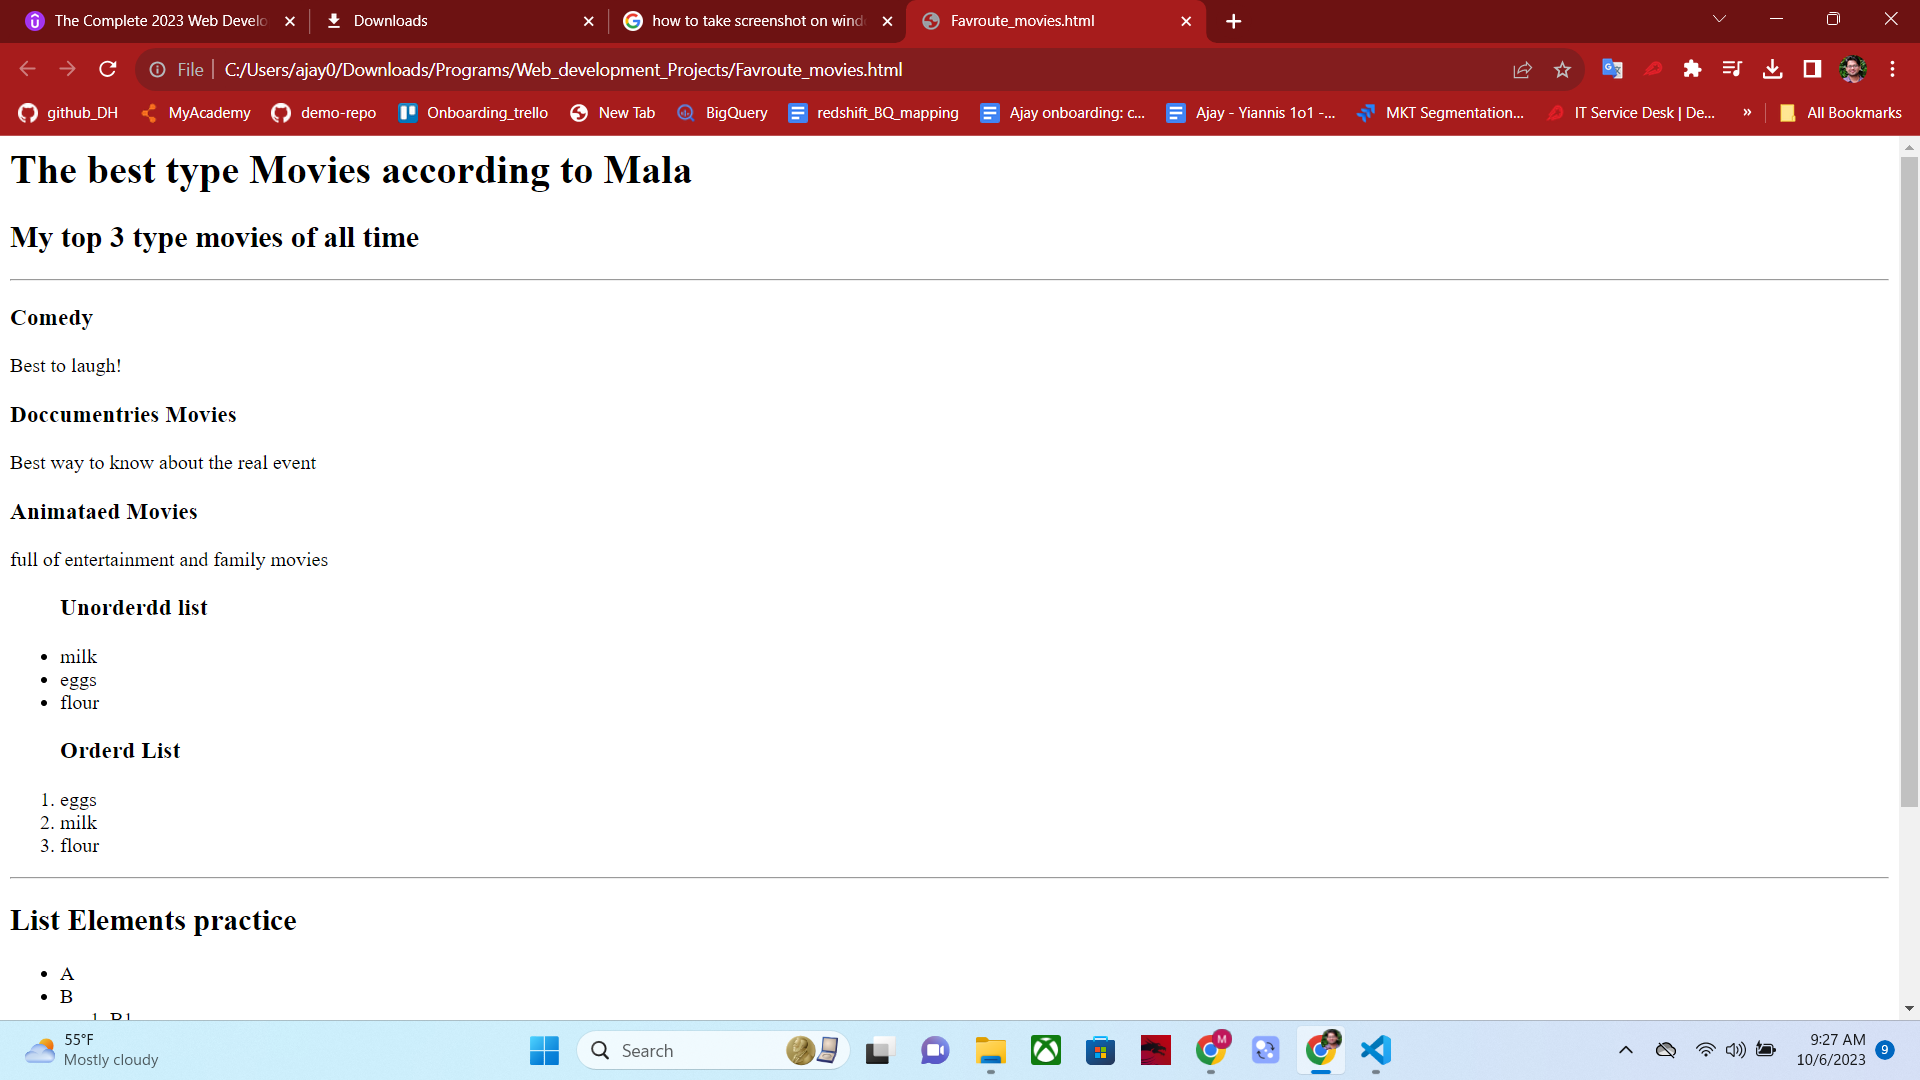 The Complete 2023 Web Develo
Downloads
how to take screenshot on wind
Favroute_movies.html
File
C:/Users/ajay0/Downloads/Programs/Web_development_Projects/Favroute_movies.html
github_DH
MyAcademy
demo-repo
Onboarding_trello
New Tab
BigQuery
redshift_BQ_mapping
Ajay onboarding: c...
Ajay - Yiannis 1o1 -...
MKT Segmentation...
IT Service Desk | De...
»
All Bookmarks
The best type Movies according to Mala
My top 3 type movies of all time
Comedy
Best to laugh!
Doccumentries Movies
Best way to know about the real event
Animataed Movies
full of entertainment and family movies
Unorderdd list
• milk
• eggs
• flour
Orderd List
1. eggs
2. milk
3. flour
List Elements practice
• A
• B
1. B1
55°F
Mostly cloudy
Search
M
9:27 AM
10/6/2023
9